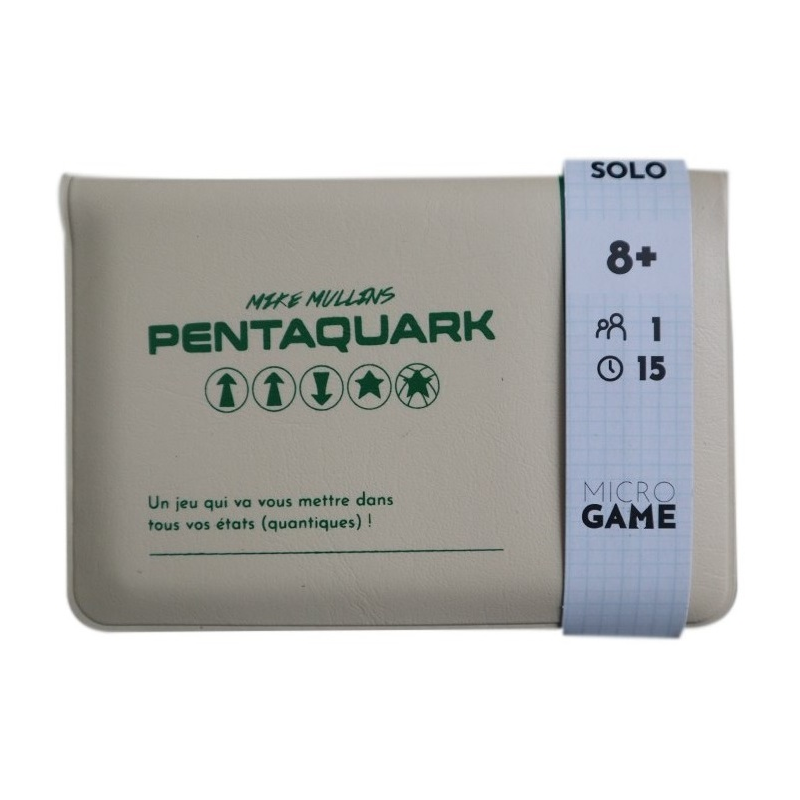 MIKE MULLINS
PENTAQUARK
Un jeu qui va vous mettre dans
tous vos états (quantiques) !
SOLO
8+
1
15
MICRO
GAME